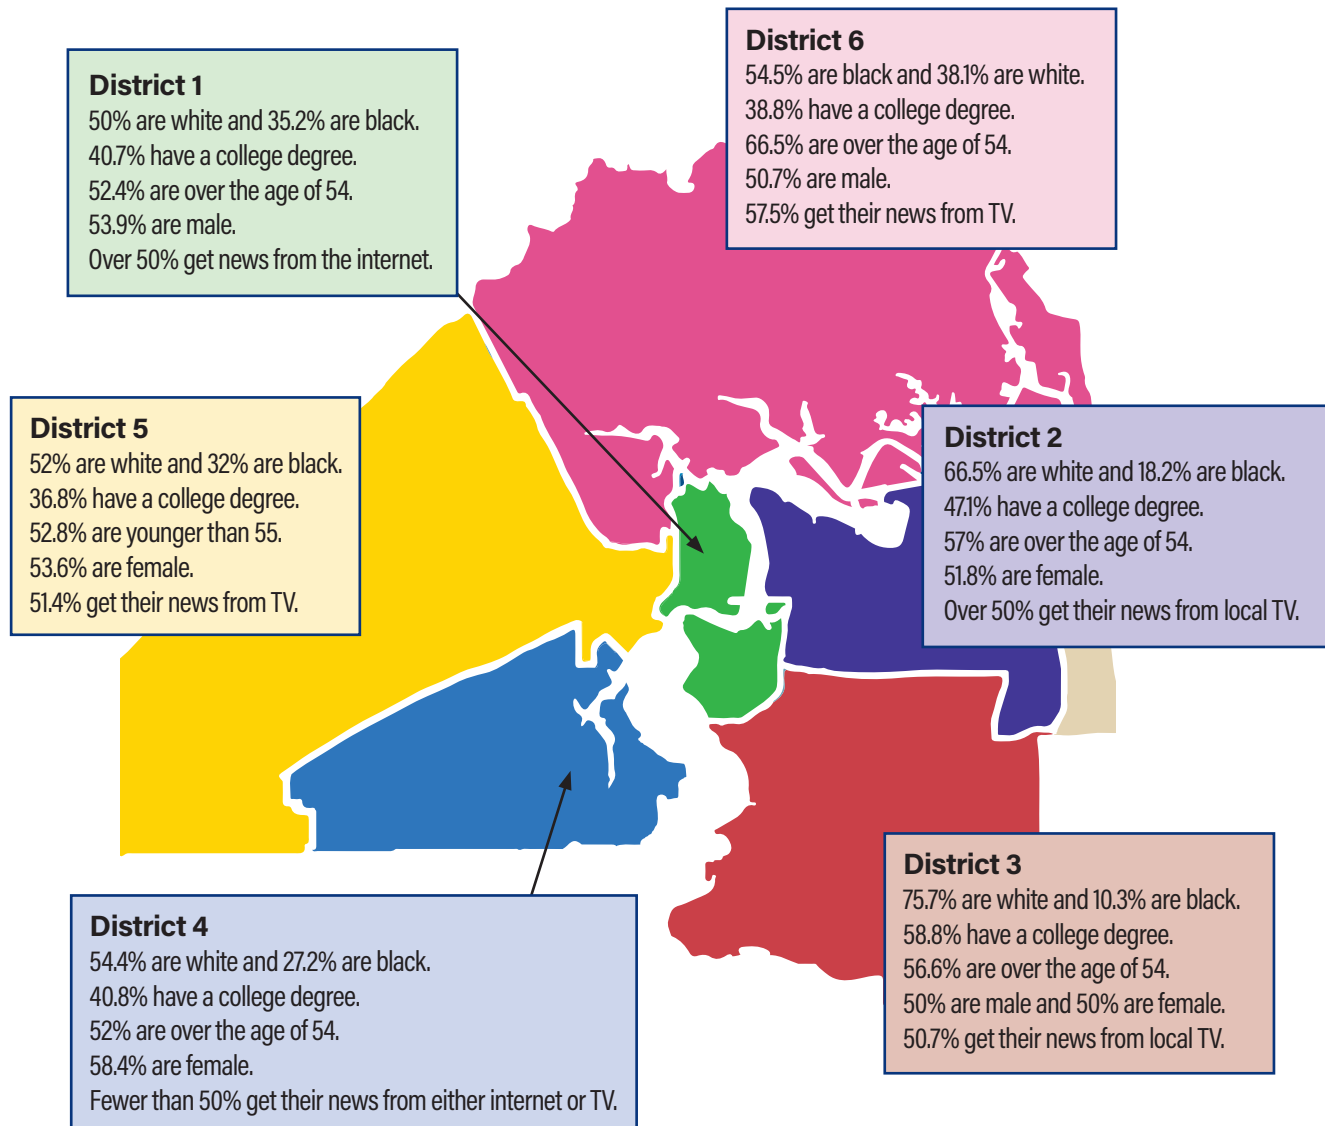 District 1
50% are white and 35.2% are black.
40.7% have a college degree.
52.4% are over the age of 54.
53.9% are male.
Over 50% get news from the internet.
District 6
54.5% are black and 38.1% are white.
38.8% have a college degree.
66.5% are over the age of 54.
50.7% are male.
57.5% get their news from TV.
District 5
52% are white and 32% are black.
36.8% have a college degree.
52.8% are younger than 55.
53.6% are female.
51.4% get their news from TV.
District 2
66.5% are white and 18.2% are black.
47.1% have a college degree.
57% are over the age of 54.
51.8% are female.
Over 50% get their news from local TV.
District 4
54.4% are white and 27.2% are black.
40.8% have a college degree.
52% are over the age of 54.
58.4% are female.
Fewer than 50% get their news from either internet or TV.
District 3
75.7% are white and 10.3% are black.
58.8% have a college degree.
56.6% are over the age of 54.
50% are male and 50% are female.
50.7% get their news from local TV.